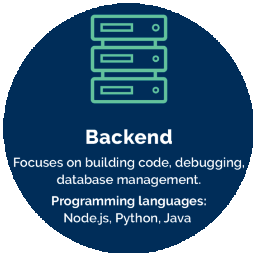 Backend
Focuses on building code, debugging,
database management.
Programming languages:
Node.js, Python, Java